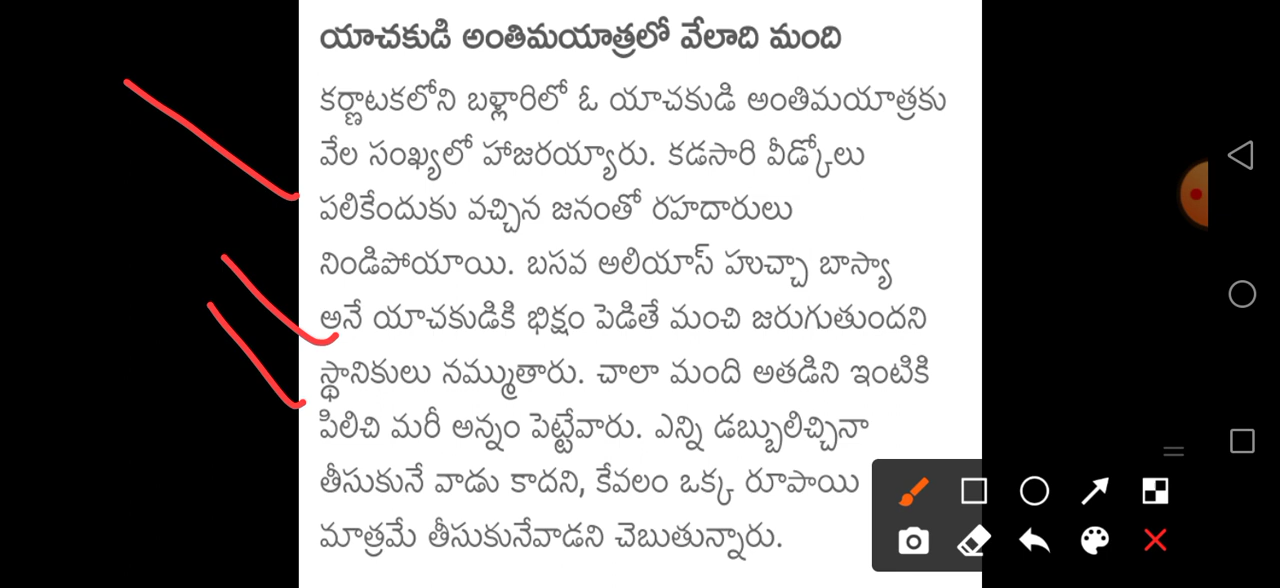 యాచకుడి అంతిమయాత్రలో వేలాది మంది
కర్ణాటకలోని బళ్లారిలో ఓ యాచకుడి అంతిమయాత్రకు
వేల సంఖ్యలో హాజరయ్యారు. కడసారి వీడ్కోలు
పలికేందుకు వచ్చిన జనంతో రహదారులు
నిండిపోయాయి. బసవ అలియాస్ హుచ్చా బాస్యా
అనే యాచకుడికి భిక్షం పెడితే మంచి జరుగుతుందని
స్థానికులు నమ్ముతారు. చాలా మంది అతడిని ఇంటికి
పిలిచి మరీ అన్నం పెట్టేవారు. ఎన్ని డబ్బులిచ్చినా
తీసుకునే వాడు కాదని, కేవలం ఒక్క రూపాయి
మాత్రమే తీసుకునేవాడని చెబుతున్నారు.